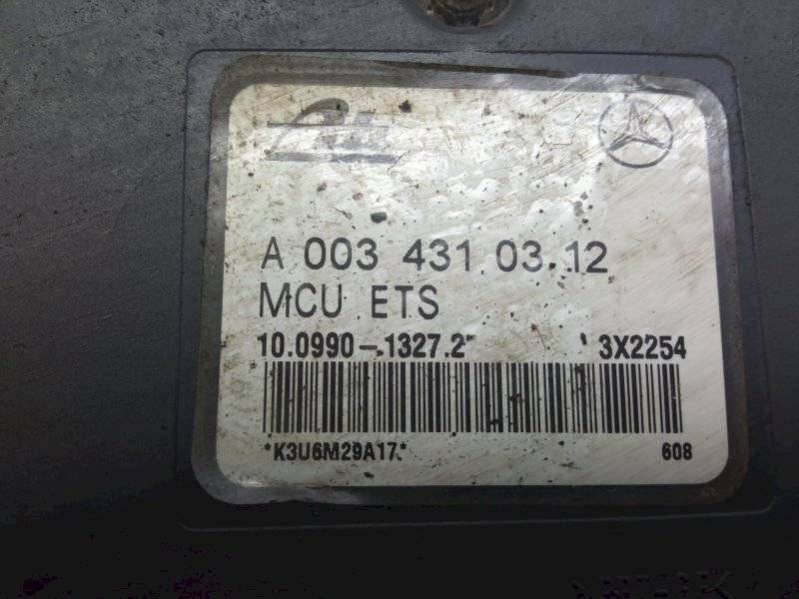 A 003 431 03 12
MCU ETS
10.0990-1327.2 3X2254
*K3U6M29A17*
608